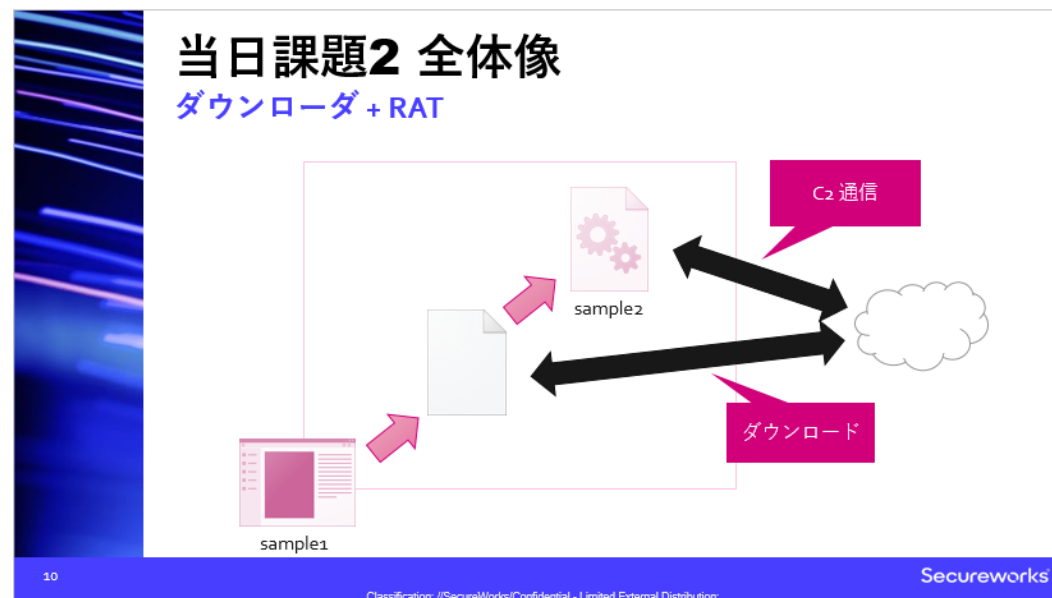 当日課題2 全体像
ダウンローダ + RAT
C2 通信
sample2
ダウンロード
sample1
10
Secureworks
Classification: //SecureWorks/Confidential - Limited External Distribution: